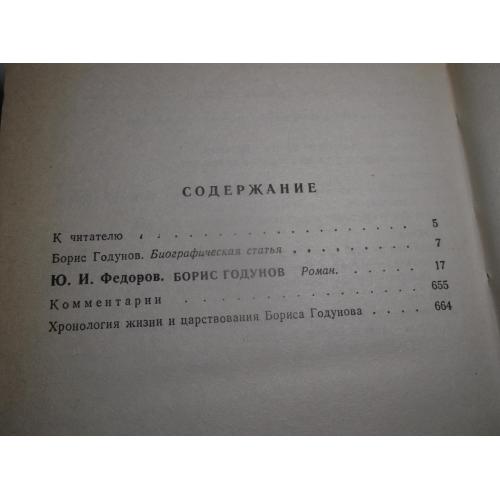 СОДЕРЖАНИЕ
К читателю . . . . . . . . . . . . . . . . . . 5
Борис Годунов. Биографическая статья . . . . . . . . 7
Ю. И. Федоров. БОРИС ГОДУНОВ Роман. . . . . . . 17
Комментарии . . . . . . . . . . . . . . . . 655
Хронология жизни и царствования Бориса Годунова . . . . 664